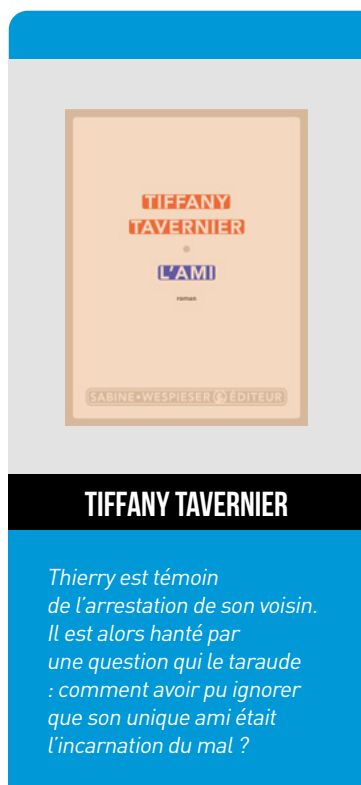 TIFFANY
TAVERNIER
L'AMI
roman
SABINE•WESPIESER ÉDITEUR
TIFFANY TAVERNIER
Thierry est témoin
de l'arrestation de son voisin.
Il est alors hanté par
une question qui le taraude
: comment avoir pu ignorer
que son unique ami était
l'incarnation du mal ?